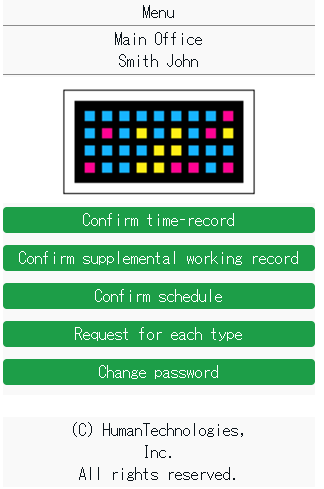 Menu
Main Office
Smith John
Confirm time-record
Confirm supplemental working record
Confirm schedule
Request for each type
Change password
(C) HumanTechnologies,
Inc.
All rights reserved.